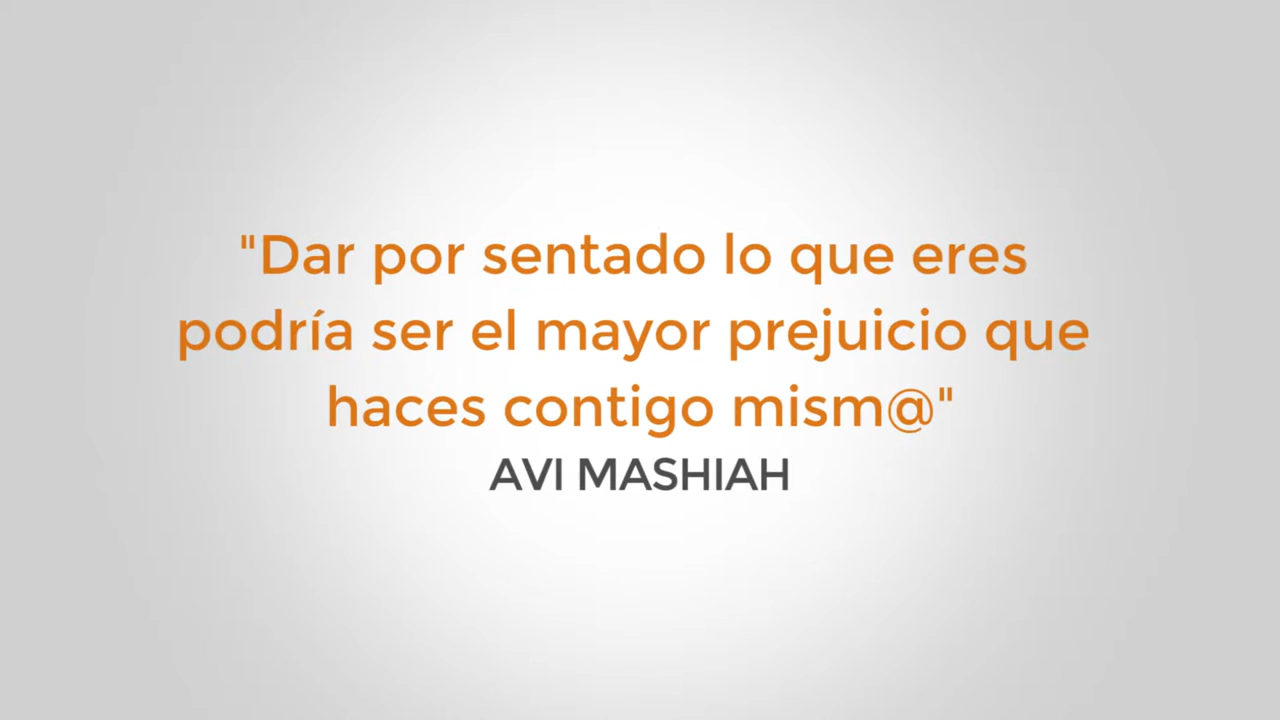 "Dar por sentado lo que eres
podría ser el mayor prejuicio que
haces contigo mism@"
AVI MASHIAH